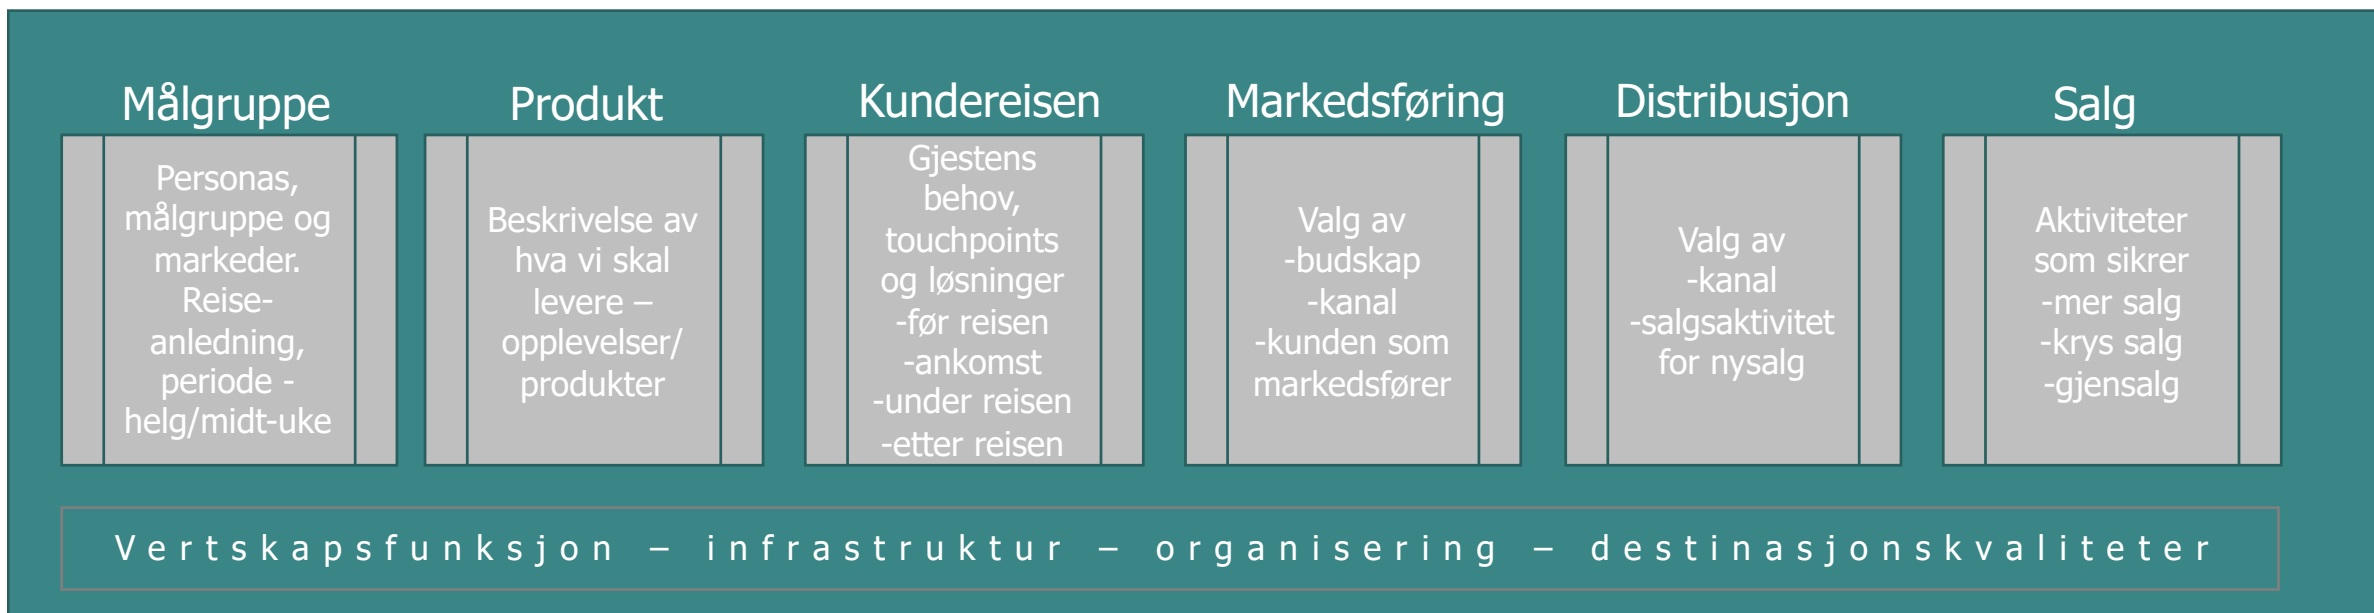 Målgruppe
Personas,
målgruppe og
markeder.
Reise-
anledning,
periode -
helg/midt-uke
Produkt
Beskrivelse av
hva vi skal
levere –
opplevelser/
produkter
Kundereisen
Gjestens
behov,
touchpoints
og løsninger
-før reisen
-ankomst
-under reisen
-etter reisen
Markedsføring
Valg av
-budskap
-kanal
-kunden som
markedsfører
Distribusjon
Valg av
-kanal
-salgsaktivitet
for nysalg
Salg
Aktiviteter
som sikrer
-mer salg
-krys salg
-gjensalg
Vertskapsfunksjon – infrastruktur – organisering – destinasjonskvaliteter